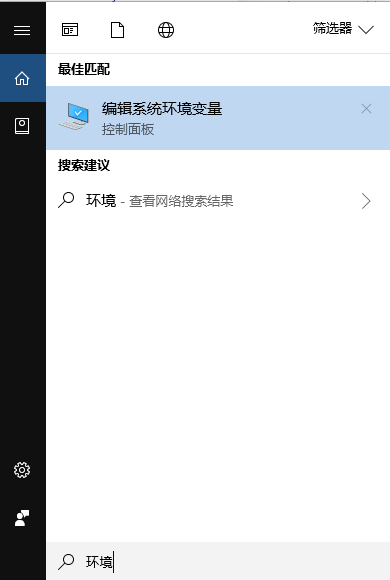 筛选器
最佳匹配
编辑系统环境变量
控制面板
搜索建议
环境 - 查看网络搜索结果
环境